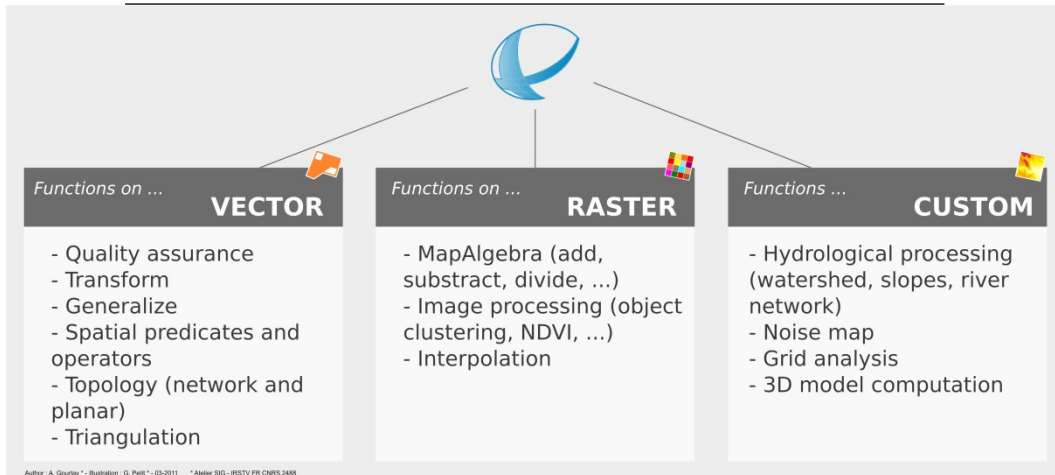 Functions on ...
VECTOR
- Quality assurance
- Transform
- Generalize
- Spatial predicates and
operators
- Topology (network and
planar)
- Triangulation
Functions on ...
RASTER
- MapAlgebra (add,
substract, divide, ...)
- Image processing (object
clustering, NDVI, ...)
- Interpolation
Functions ...
CUSTOM
- Hydrological processing
(watershed, slopes, river
network)
- Noise map
- Grid analysis
- 3D model computation
Author : A. Gourlay * - Illustration : G. Petit * - 03-2011 * Atelier SIG - IRSTV FR CNRS 2488